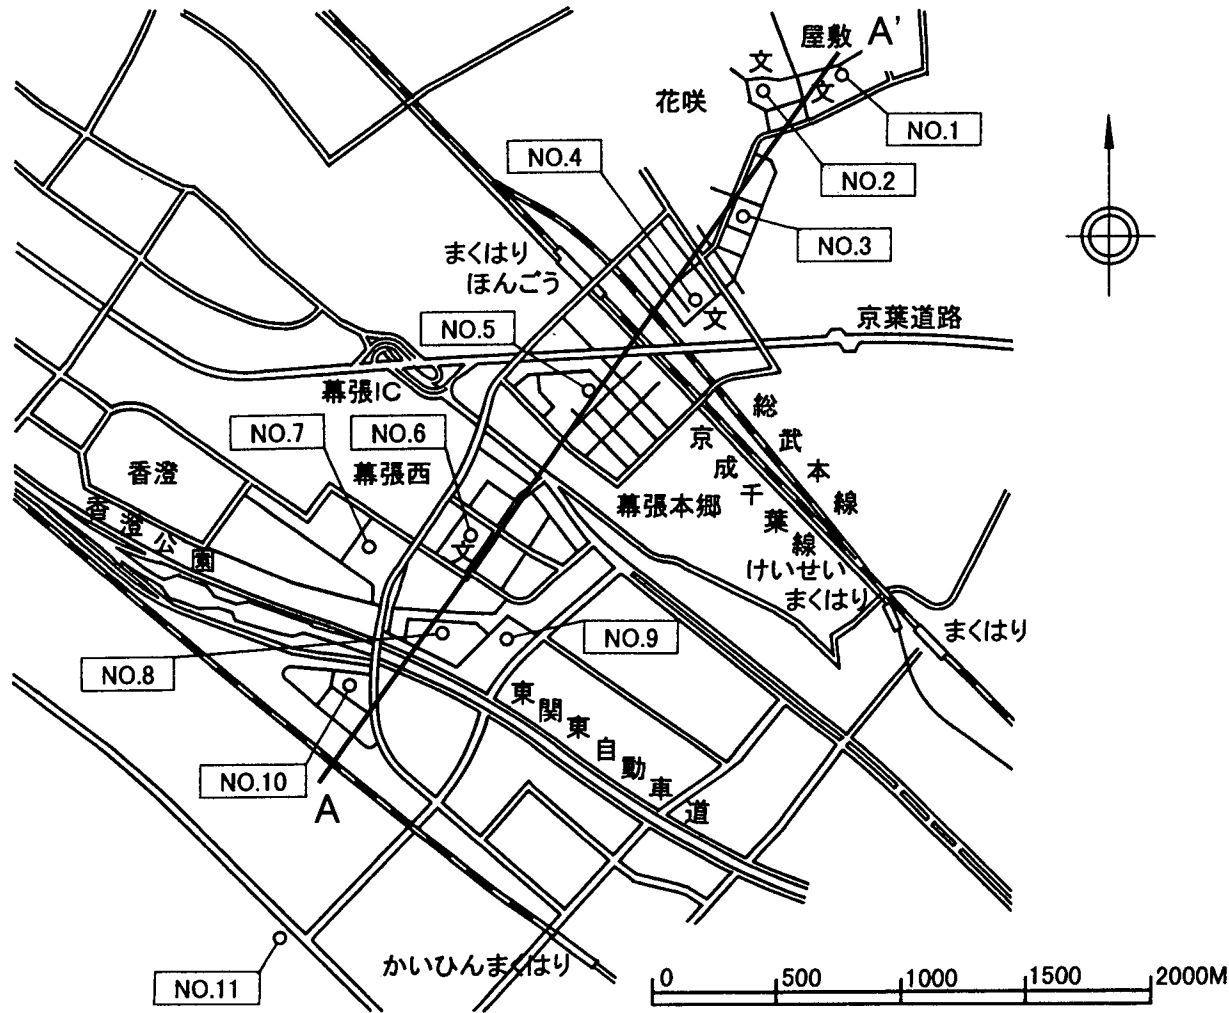 屋敷 A'
文
文
花咲
NO.1
NO.4
NO.2
NO.3
まくはり
ほんごう
文
NO.5
京葉道路
幕張IC
総武本線
京成千葉線
NO.7
NO.6
香澄
幕張西
幕張本郷
香澄公園
文
けいせい
まくはり
まくはり
NO.9
NO.8
東関東自動車道
NO.10
A
かいひんまくはり
NO.11
0 500 1000 1500 2000M